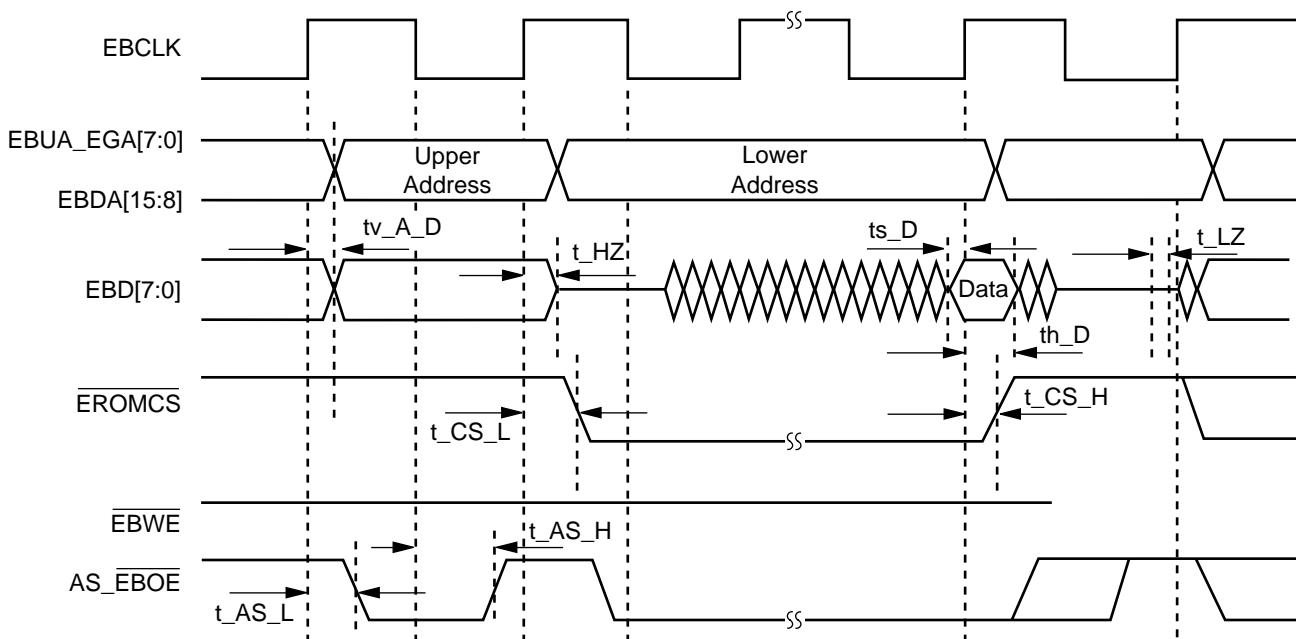 EBCLK
EBUA_EGA[7:0]
Upper
Address
Lower
Address
EBDA[15:8]
tv_A_D
t_HZ
ts_D
t_LZ
EBD[7:0]
Data
th_D
EROMCS
t_CS_L
t_CS_H
EBWE
t_AS_H
AS_EBOE
t_AS_L